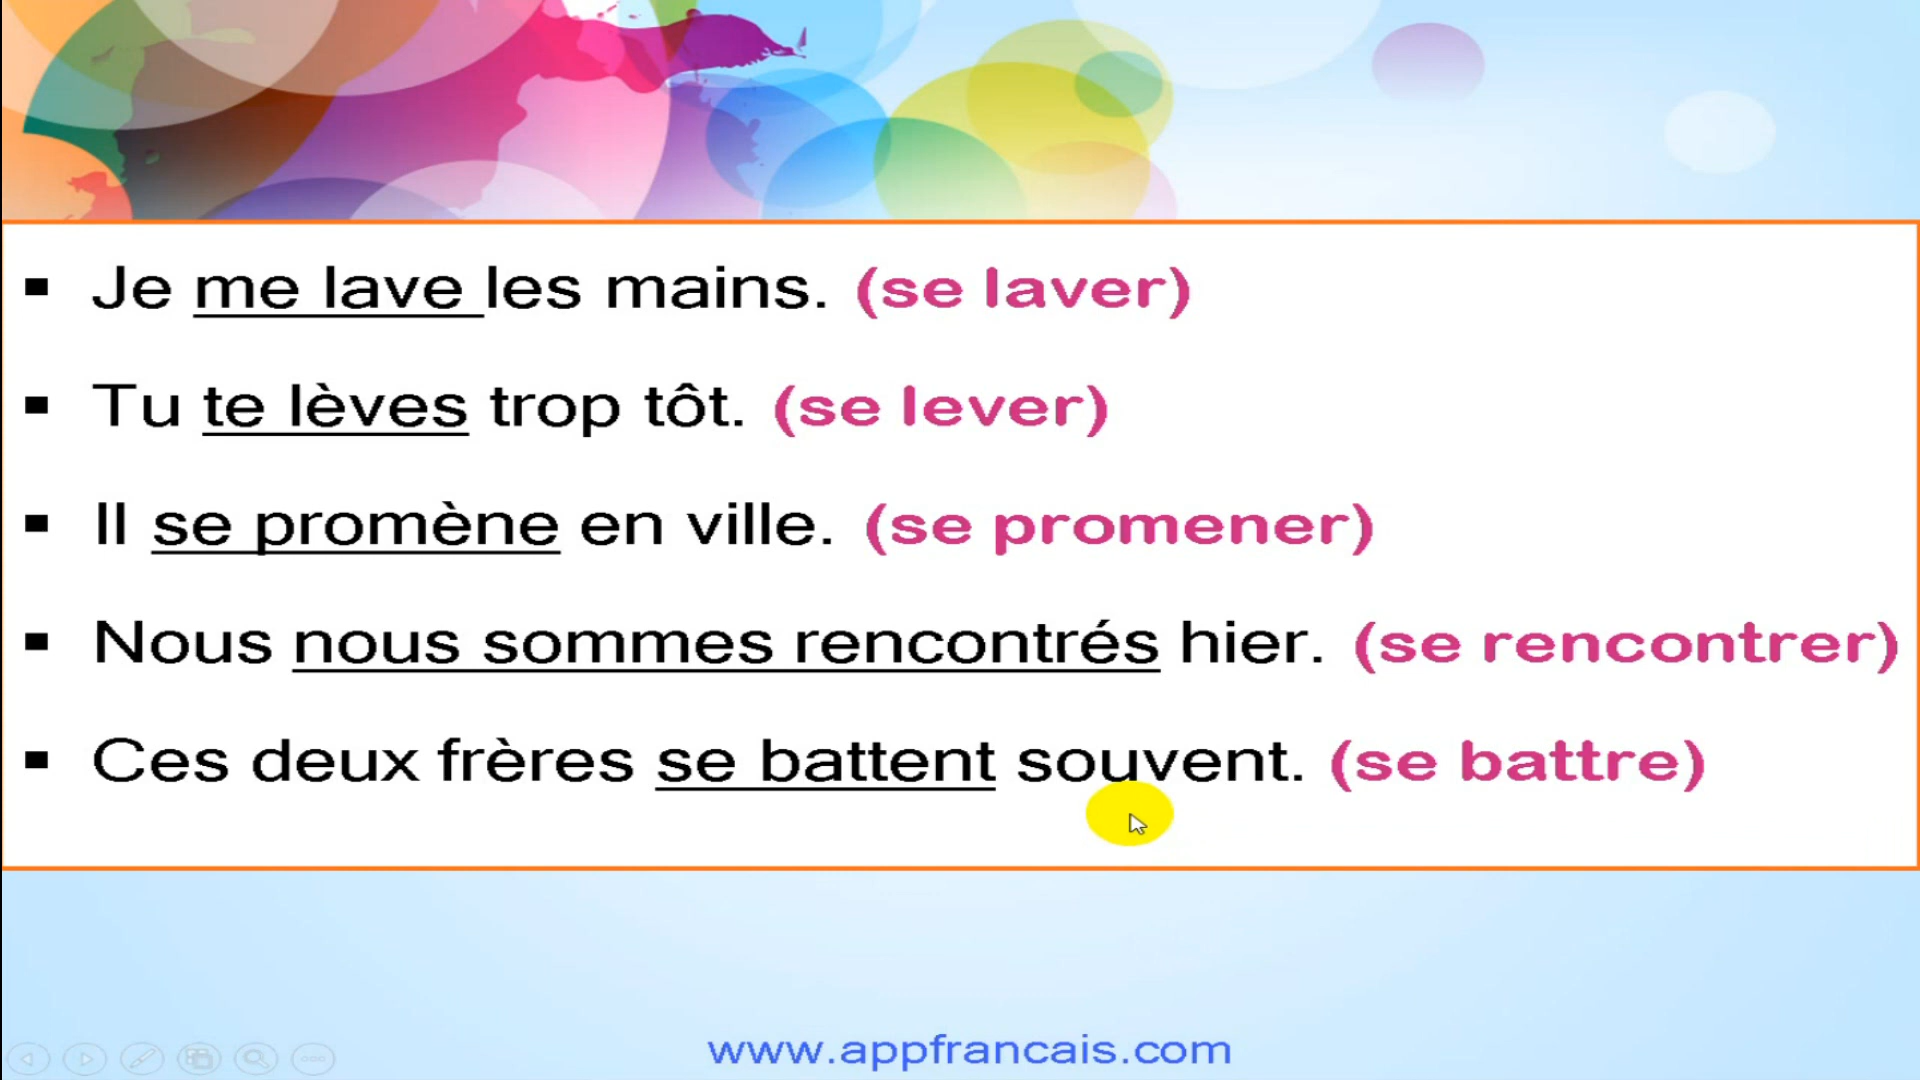 ▪ Je me lave les mains. (se laver)
▪ Tu te lèves trop tôt. (se lever)
▪ Il se promène en ville. (se promener)
▪ Nous nous sommes rencontrés hier. (se rencontrer)
▪ Ces deux frères se battent souvent. (se battre)
www.appfrancais.com